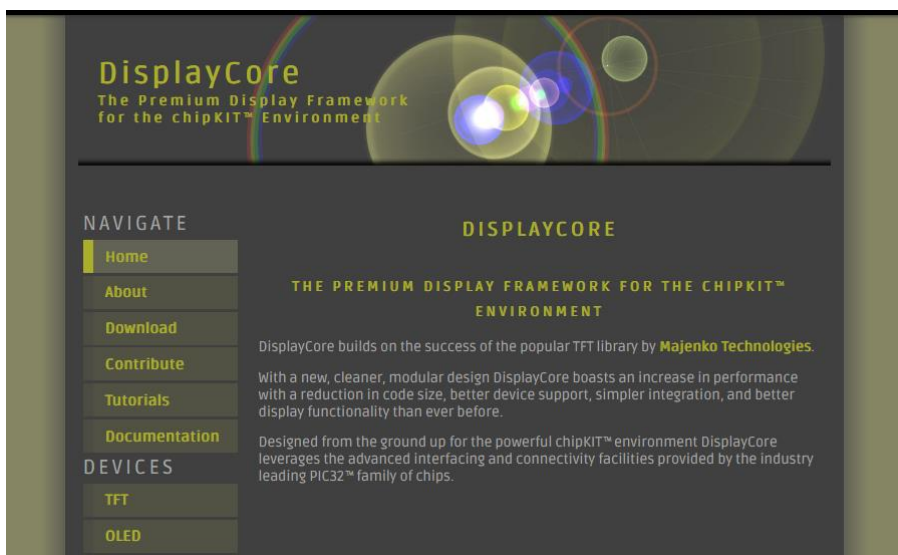 DisplayCore
The Premium Display Framework
for the chipKIT™ Environment
NAVIGATE
Home
About
Download
Contribute
Tutorials
Documentation
DEVICES
TFT
OLED
DISPLAYCORE
THE PREMIUM DISPLAY FRAMEWORK FOR THE CHIPKIT™
ENVIRONMENT
DisplayCore builds on the success of the popular TFT library by Majenko Technologies.
With a new, cleaner, modular design DisplayCore boasts an increase in performance
with a reduction in code size, better device support, simpler integration, and better
display functionality than ever before.
Designed from the ground up for the powerful chipKIT™ environment DisplayCore
leverages the advanced interfacing and connectivity facilities provided by the industry
leading PIC32™ family of chips.